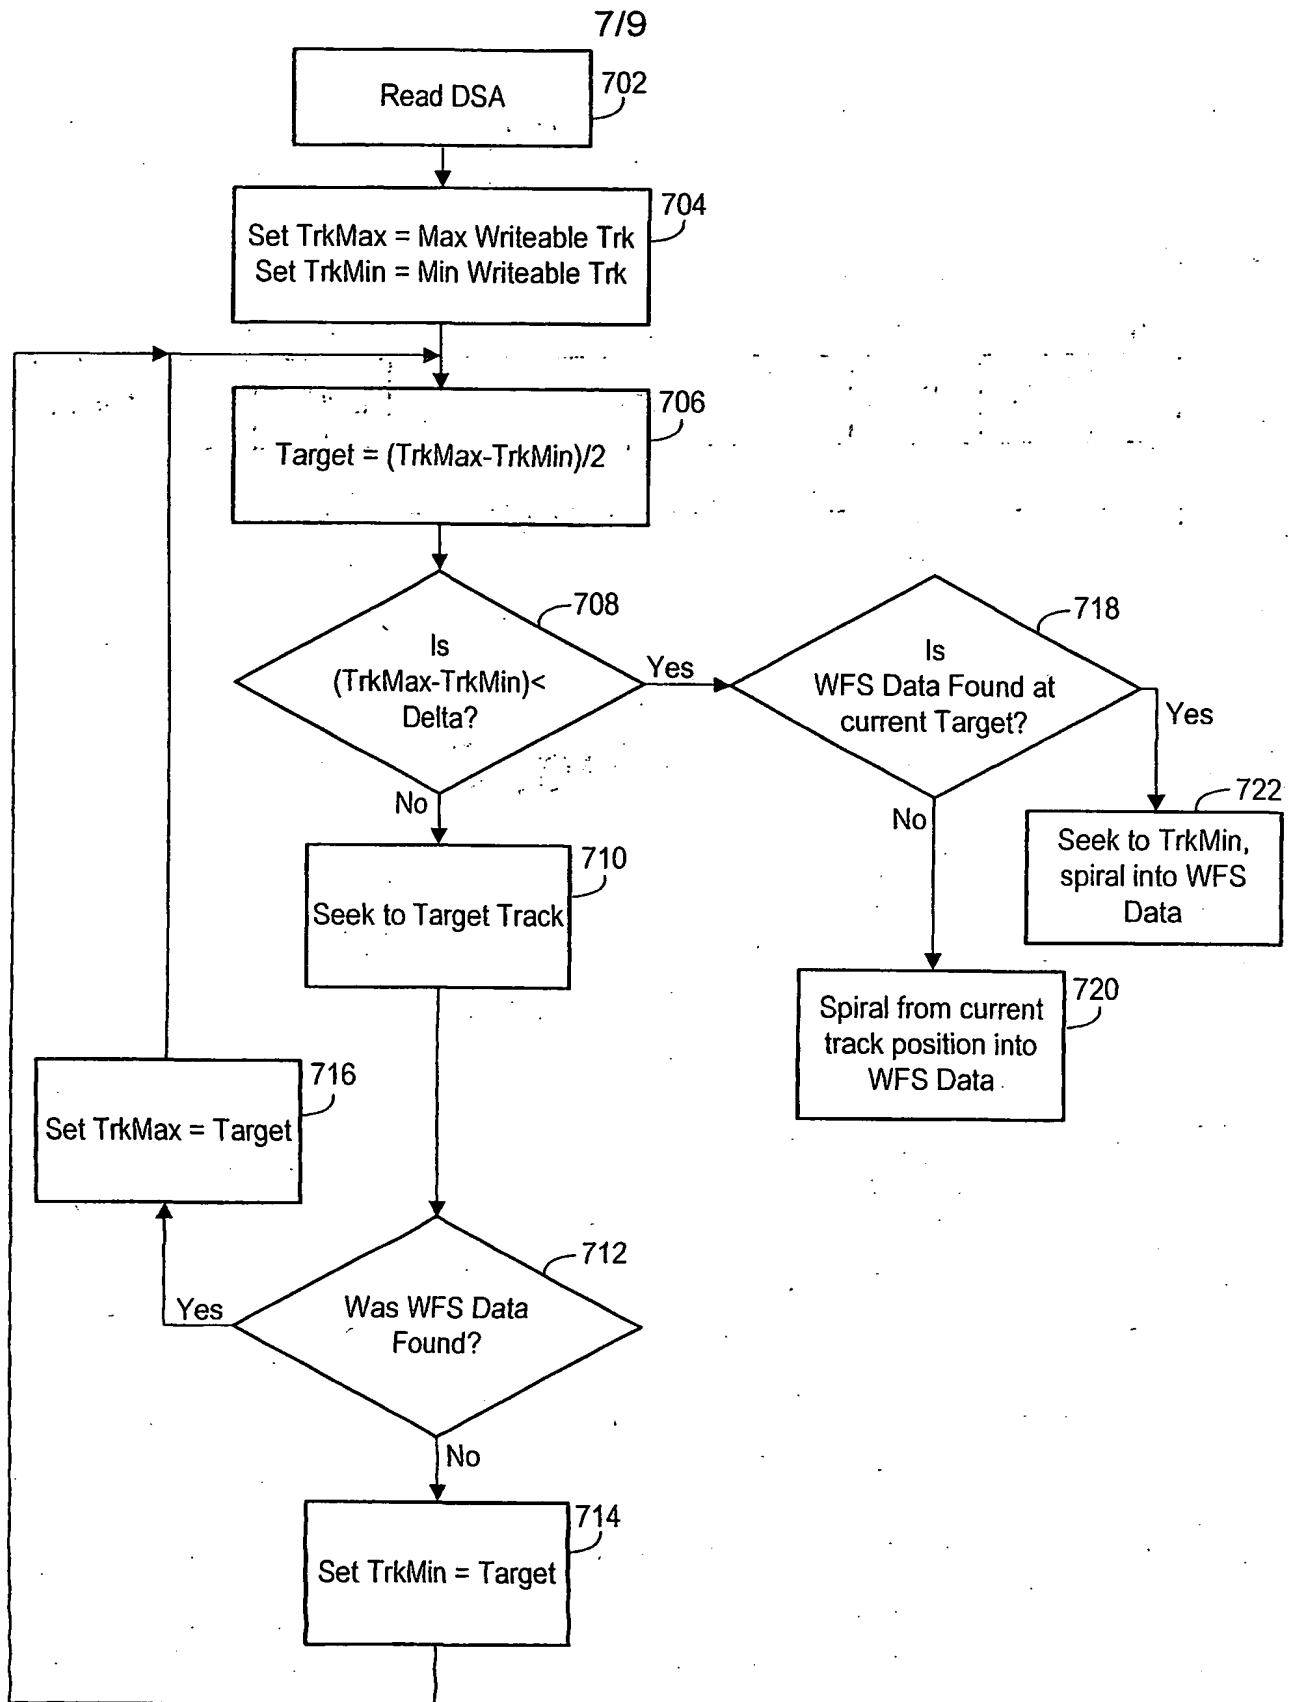 7/9
Read DSA
702
Set TrkMax = Max Writeable Trk
Set TrkMin = Min Writeable Trk
704
Target = (TrkMax-TrkMin)/2
706
Is
(TrkMax-TrkMin)<
Delta?
708
Yes
No
Is
WFS Data Found at
current Target?
718
Yes
No
Seek to TrkMin,
spiral into WFS
Data
722
Seek to Target Track
710
Spiral from current
track position into
WFS Data
720
Set TrkMax = Target
716
Was WFS Data
Found?
712
Yes
No
Set TrkMin = Target
714